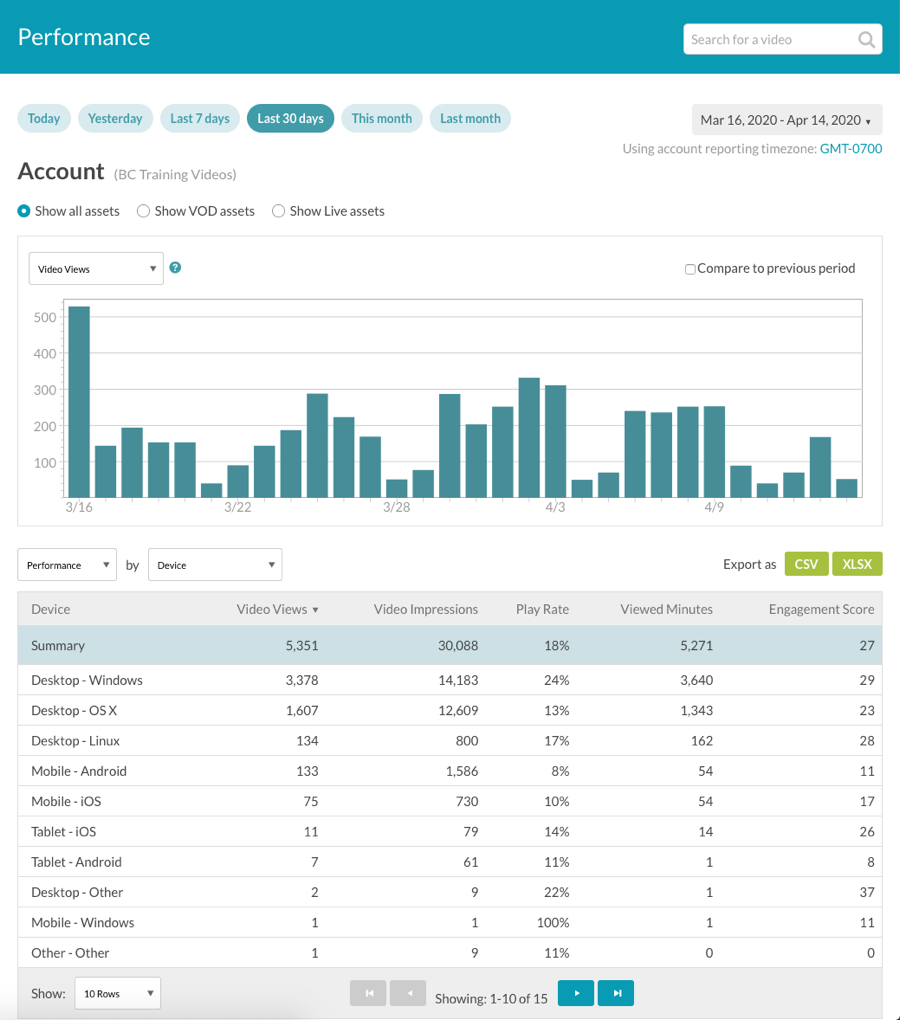 Performance
Search for a video
Today Yesterday Last 7 days Last 30 days This month Last month
Mar 16, 2020 - Apr 14, 2020 ▾
Using account reporting timezone: GMT-0700
Account (BC Training Videos)
Show all assets Show VOD assets Show Live assets
Video Views ▼ ? Compare to previous period
500
400
300
200
100
3/16 3/22 3/28 4/3 4/9
Performance ▼ by Device ▼ Export as CSV XLSX
Device Video Views ▼ Video Impressions Play Rate Viewed Minutes Engagement Score
Summary 5,351 30,088 18% 5,271 27
Desktop - Windows 3,378 14,183 24% 3,640 29
Desktop - OS X 1,607 12,609 13% 1,343 23
Desktop - Linux 134 800 17% 162 28
Mobile - Android 133 1,586 8% 54 11
Mobile - iOS 75 730 10% 54 17
Tablet - iOS 11 79 14% 14 26
Tablet - Android 7 61 11% 1 8
Desktop - Other 2 9 22% 1 37
Mobile - Windows 1 1 100% 1 11
Other - Other 1 9 11% 0 0
Show: 10 Rows ▼ Showing: 1-10 of 15